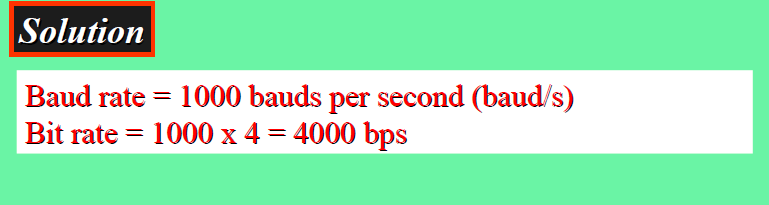 Solution
Baud rate = 1000 bauds per second (baud/s)
Bit rate = 1000 x 4 = 4000 bps